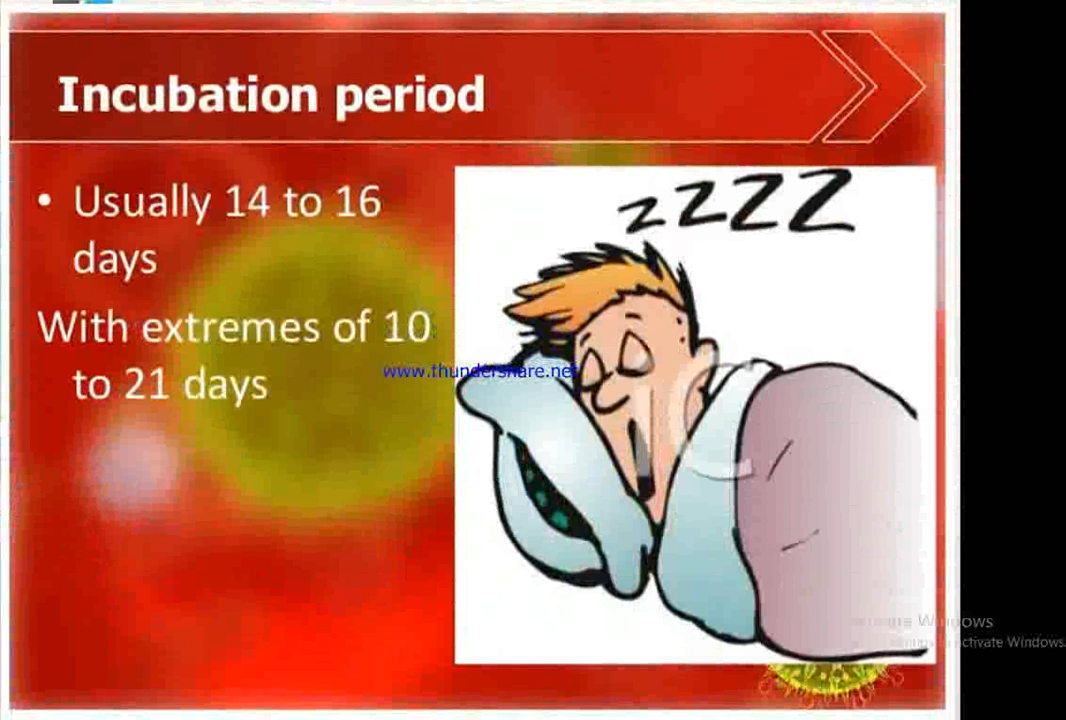 Incubation period
• Usually 14 to 16
days
With extremes of 10
to 21 days
zzzz
www.thundershare.net
Windows
activate Windows.